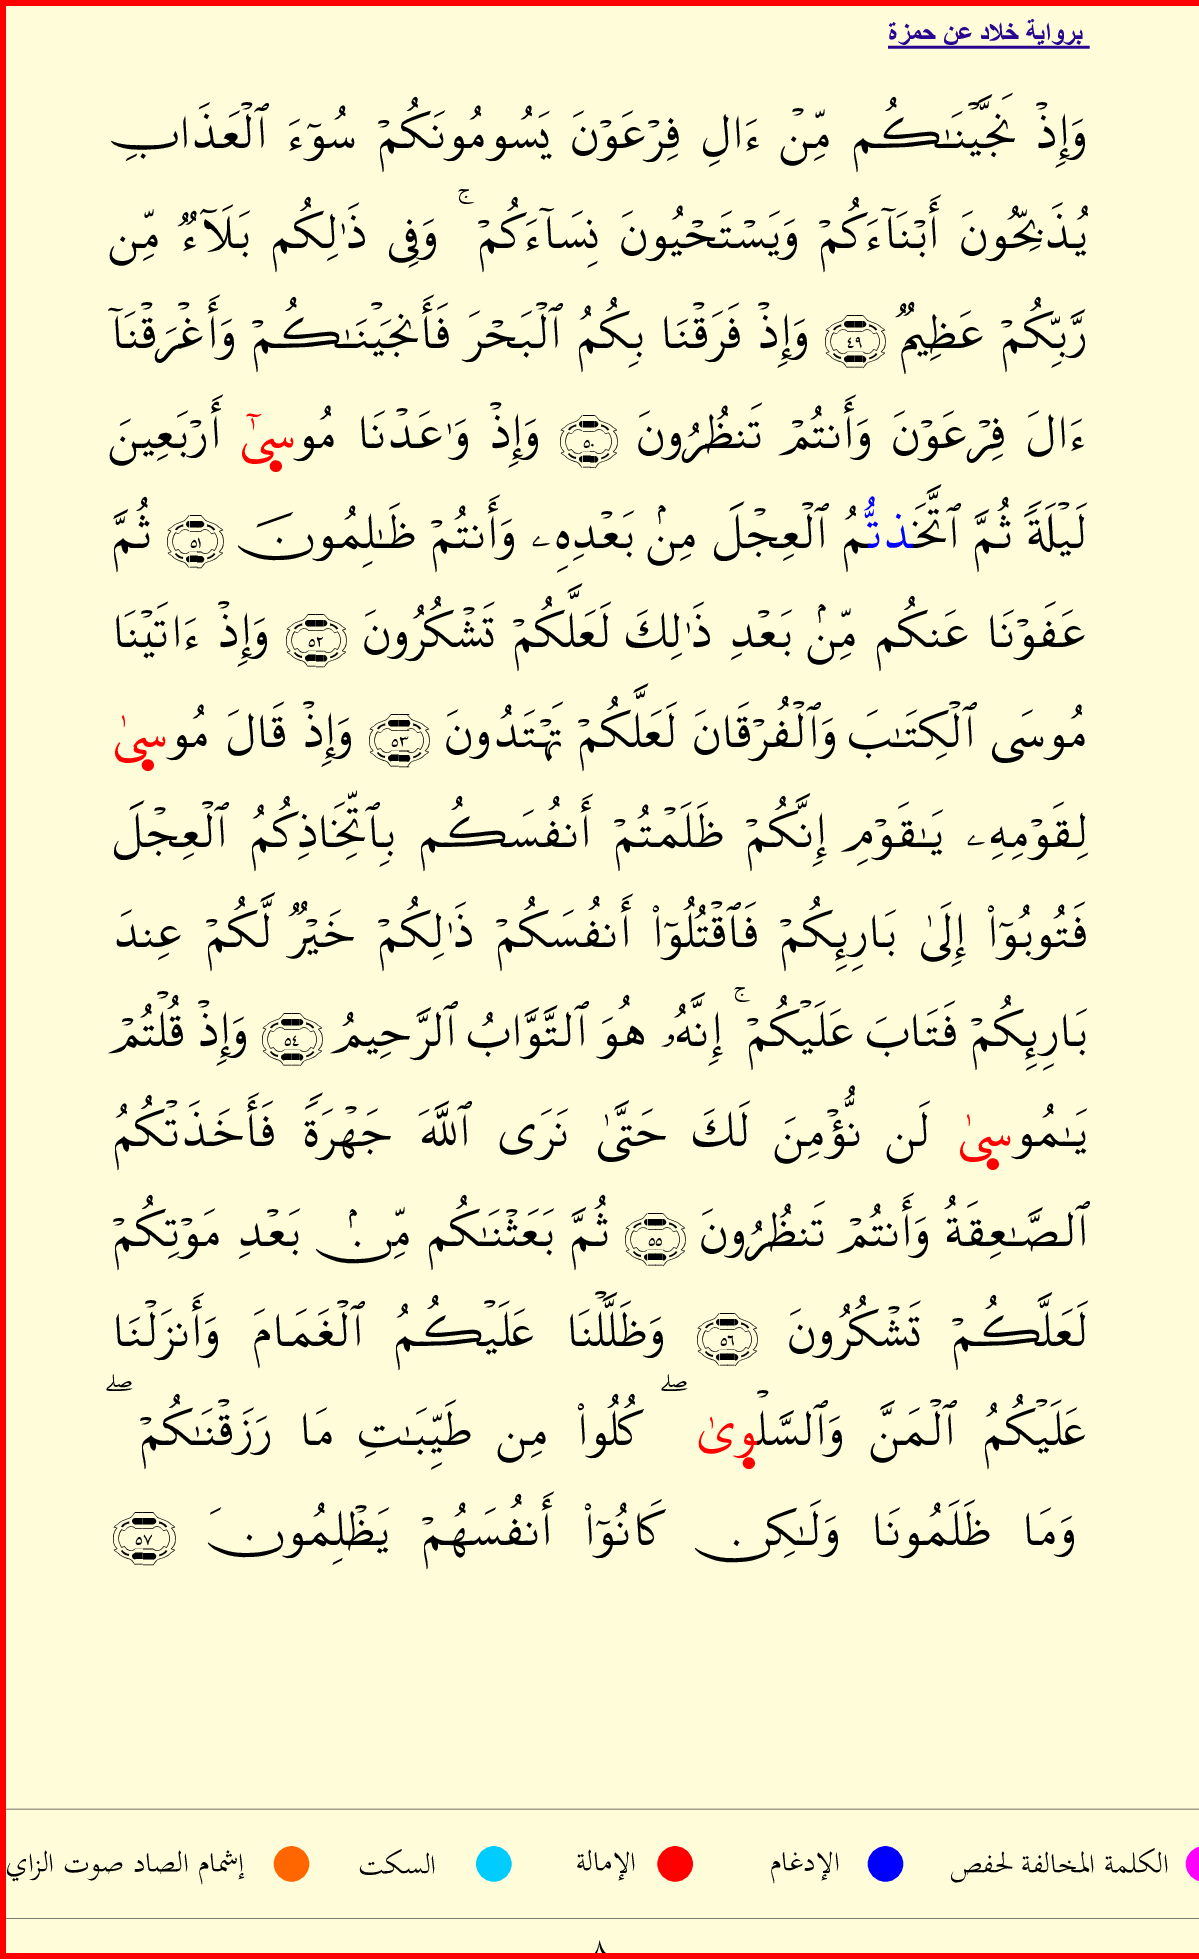 برواية خلاد عن حمزة
وَإِذْ نَجَّيْنَٰكُم مِّنْ ءَالِ فِرْعَوْنَ يَسُومُونَكُمْ سُوٓءَ ٱلْعَذَابِ
يُذَبِّحُونَ أَبْنَآءَكُمْ وَيَسْتَحْيُونَ نِسَآءَكُمْ ۚ وَفِى ذَٰلِكُم بَلَآءٌ مِّن
رَّبِّكُمْ عَظِيمٌ ٤٩ وَإِذْ فَرَقْنَا بِكُمُ ٱلْبَحْرَ فَأَنجَيْنَٰكُمْ وَأَغْرَقْنَآ
ءَالَ فِرْعَوْنَ وَأَنتُمْ تَنظُرُونَ ٥٠ وَإِذْ وَٰعَدْنَا مُوسِىٰٓ أَرْبَعِينَ
لَيْلَةً ثُمَّ ٱتَّخَذتُّمُ ٱلْعِجْلَ مِنۢ بَعْدِهِۦ وَأَنتُمْ ظَٰلِمُونَ ٥١ ثُمَّ
عَفَوْنَا عَنكُم مِّنۢ بَعْدِ ذَٰلِكَ لَعَلَّكُمْ تَشْكُرُونَ ٥٢ وَإِذْ ءَاتَيْنَا
مُوسَى ٱلْكِتَٰبَ وَٱلْفُرْقَانَ لَعَلَّكُمْ تَهْتَدُونَ ٥٣ وَإِذْ قَالَ مُوسِىٰ
لِقَوْمِهِۦ يَٰقَوْمِ إِنَّكُمْ ظَلَمْتُمْ أَنفُسَكُم بِٱتِّخَاذِكُمُ ٱلْعِجْلَ
فَتُوبُوٓا۟ إِلَىٰ بَارِئِكُمْ فَٱقْتُلُوٓا۟ أَنفُسَكُمْ ذَٰلِكُمْ خَيْرٌ لَّكُمْ عِندَ
بَارِئِكُمْ فَتَابَ عَلَيْكُمْ ۚ إِنَّهُۥ هُوَ ٱلتَّوَّابُ ٱلرَّحِيمُ ٥٤ وَإِذْ قُلْتُمْ
يَٰمُوسِىٰ لَن نُّؤْمِنَ لَكَ حَتَّىٰ نَرَى ٱللَّهَ جَهْرَةً فَأَخَذَتْكُمُ
ٱلصَّٰعِقَةُ وَأَنتُمْ تَنظُرُونَ ٥٥ ثُمَّ بَعَثْنَٰكُم مِّنۢ بَعْدِ مَوْتِكُمْ
لَعَلَّكُمْ تَشْكُرُونَ ٥٦ وَظَلَّلْنَا عَلَيْكُمُ ٱلْغَمَامَ وَأَنزَلْنَا
عَلَيْكُمُ ٱلْمَنَّ وَٱلسَّلْوِىٰ ۖ كُلُوا۟ مِن طَيِّبَٰتِ مَا رَزَقْنَٰكُمْ ۖ
وَمَا ظَلَمُونَا وَلَٰكِن كَانُوٓا۟ أَنفُسَهُمْ يَظْلِمُونَ ٥٧
الكلمة المخالفة لحفص الإدغام الإمالة السكت إشمام الصاد صوت الزاي
٨